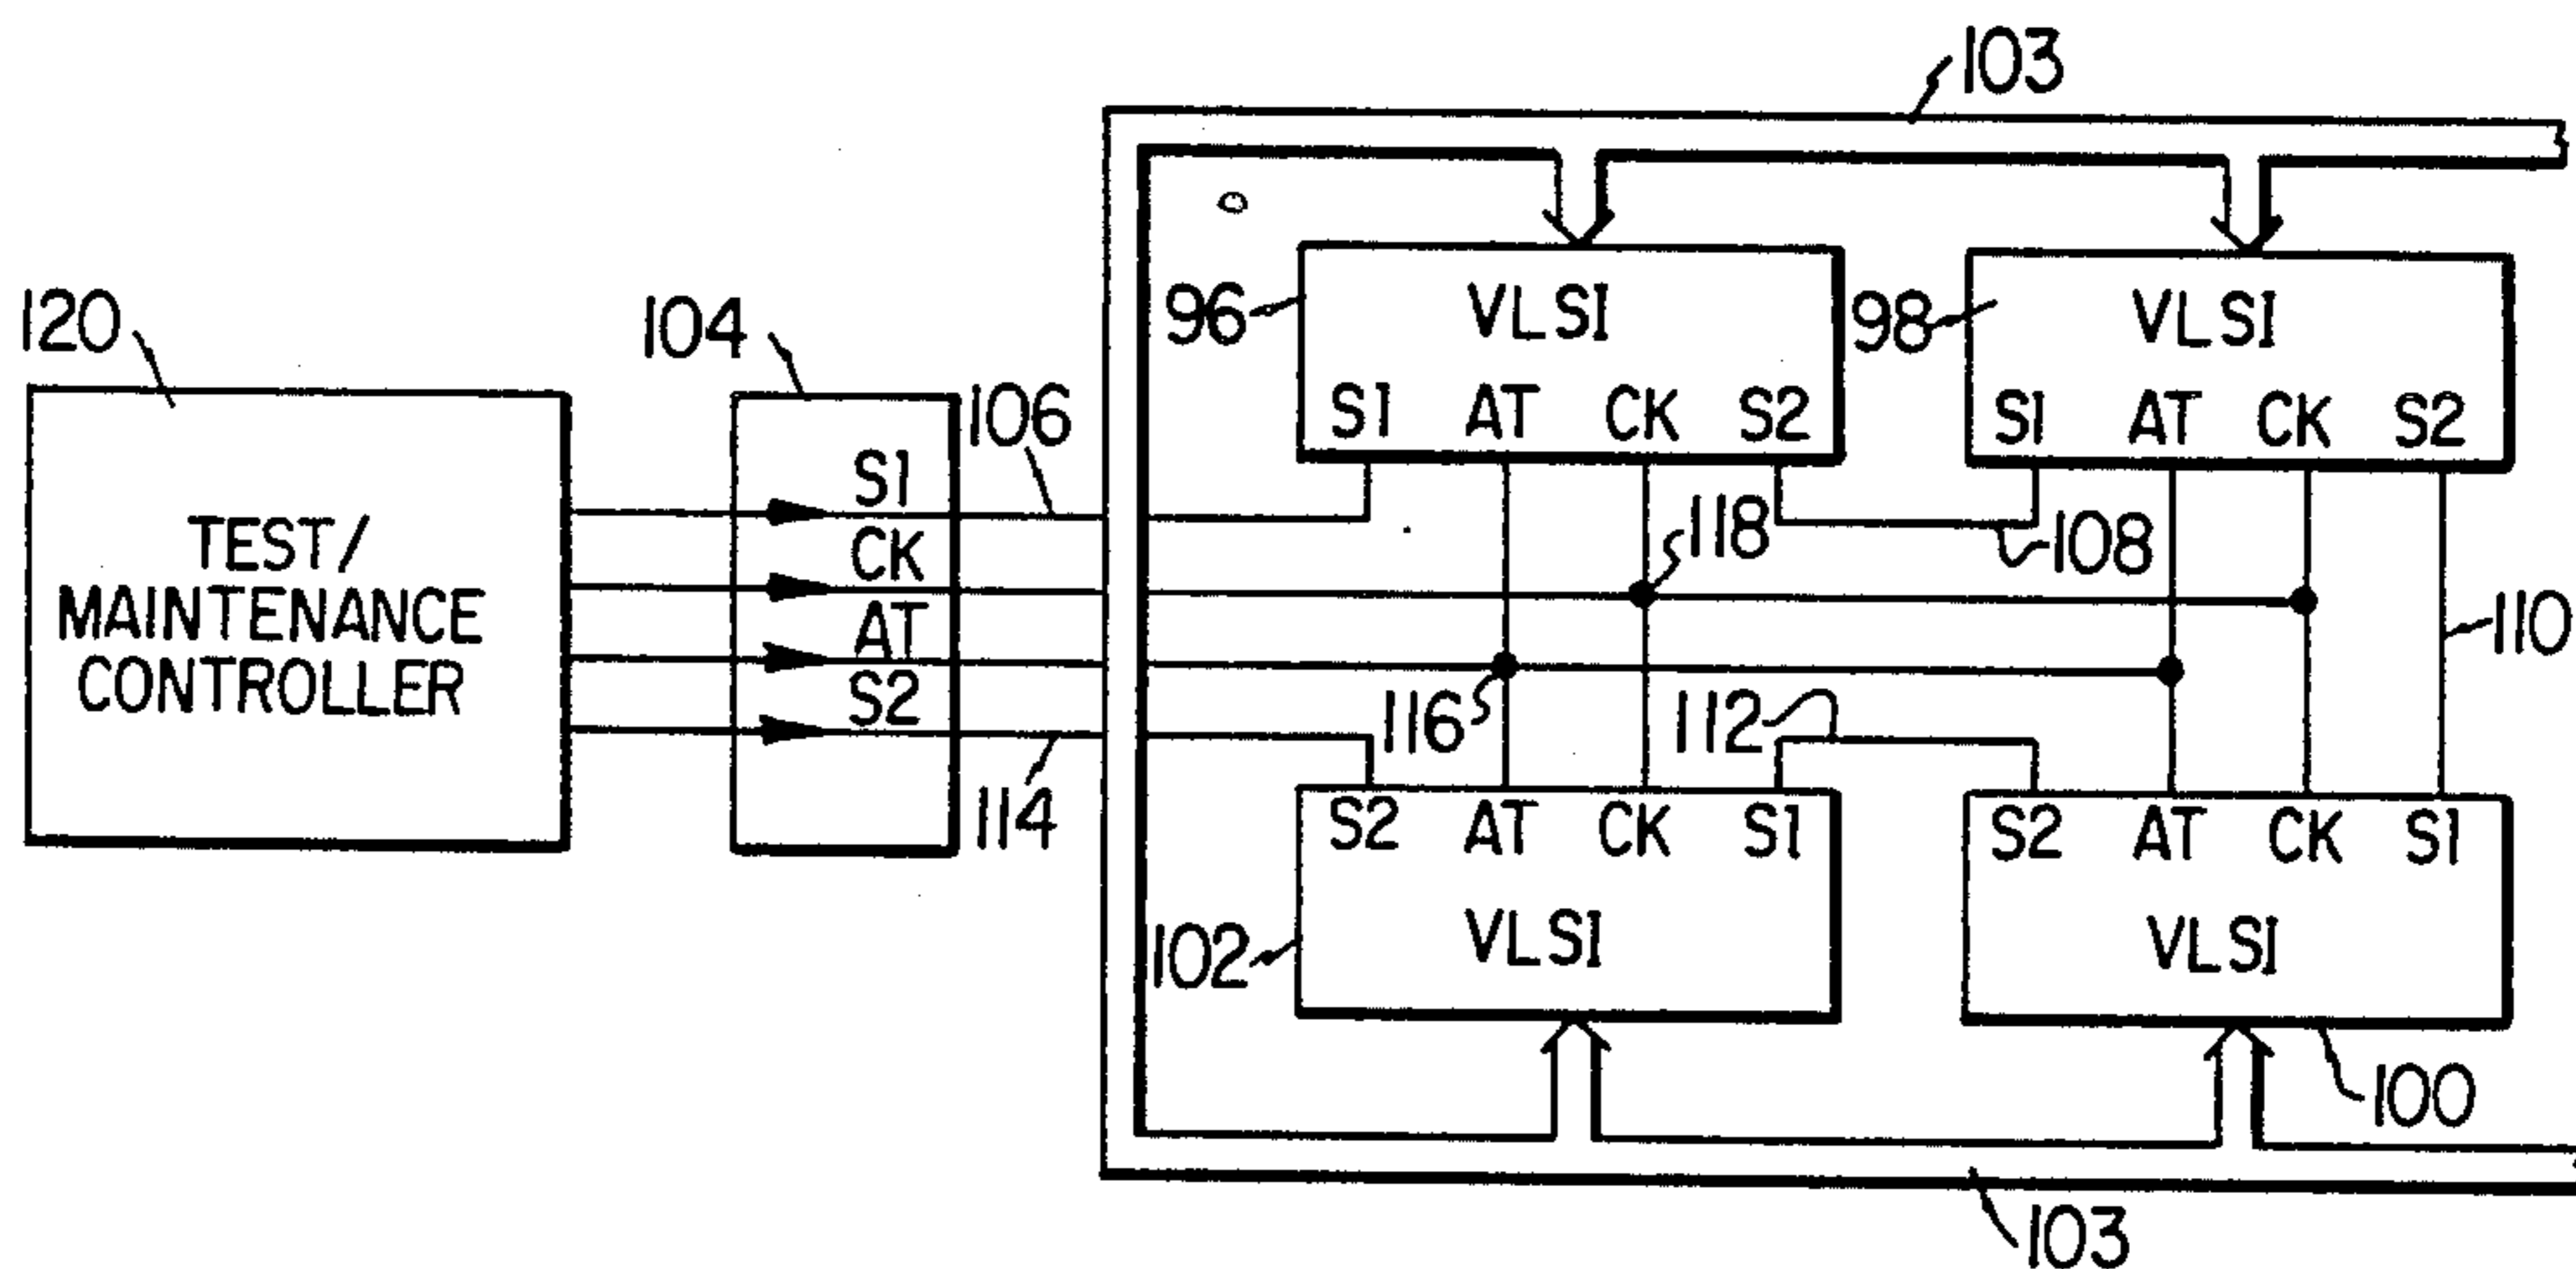 103
120
104
106
96
VLSI
S1 AT CK S2
98
VLSI
S1 AT CK S2
TEST/
MAINTENANCE
CONTROLLER
S1
CK
AT
S2
118
108
110
116
112
114
S2 AT CK S1
VLSI
102
S2 AT CK S1
VLSI
100
103